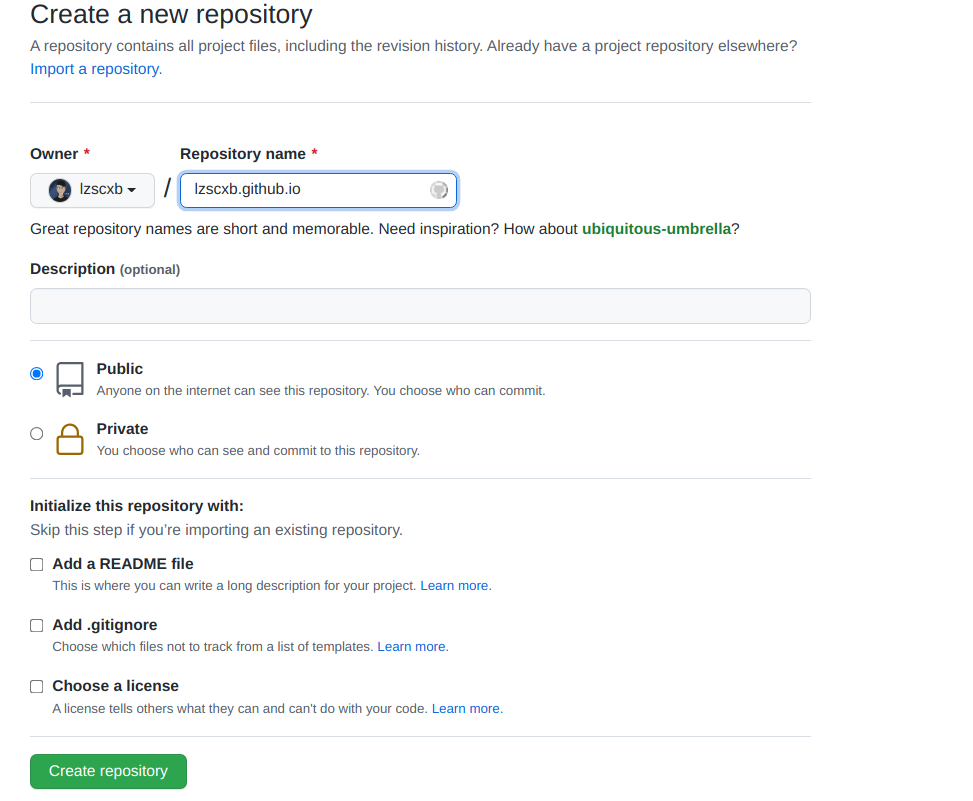 Create a new repository
A repository contains all project files, including the revision history. Already have a project repository elsewhere?
Import a repository.
Owner * Repository name *
lzscxb / lzscxb.github.io
Great repository names are short and memorable. Need inspiration? How about ubiquitous-umbrella?
Description (optional)
Public
Anyone on the internet can see this repository. You choose who can commit.
Private
You choose who can see and commit to this repository.
Initialize this repository with:
Skip this step if you’re importing an existing repository.
Add a README file
This is where you can write a long description for your project. Learn more.
Add .gitignore
Choose which files not to track from a list of templates. Learn more.
Choose a license
A license tells others what they can and can't do with your code. Learn more.
Create repository